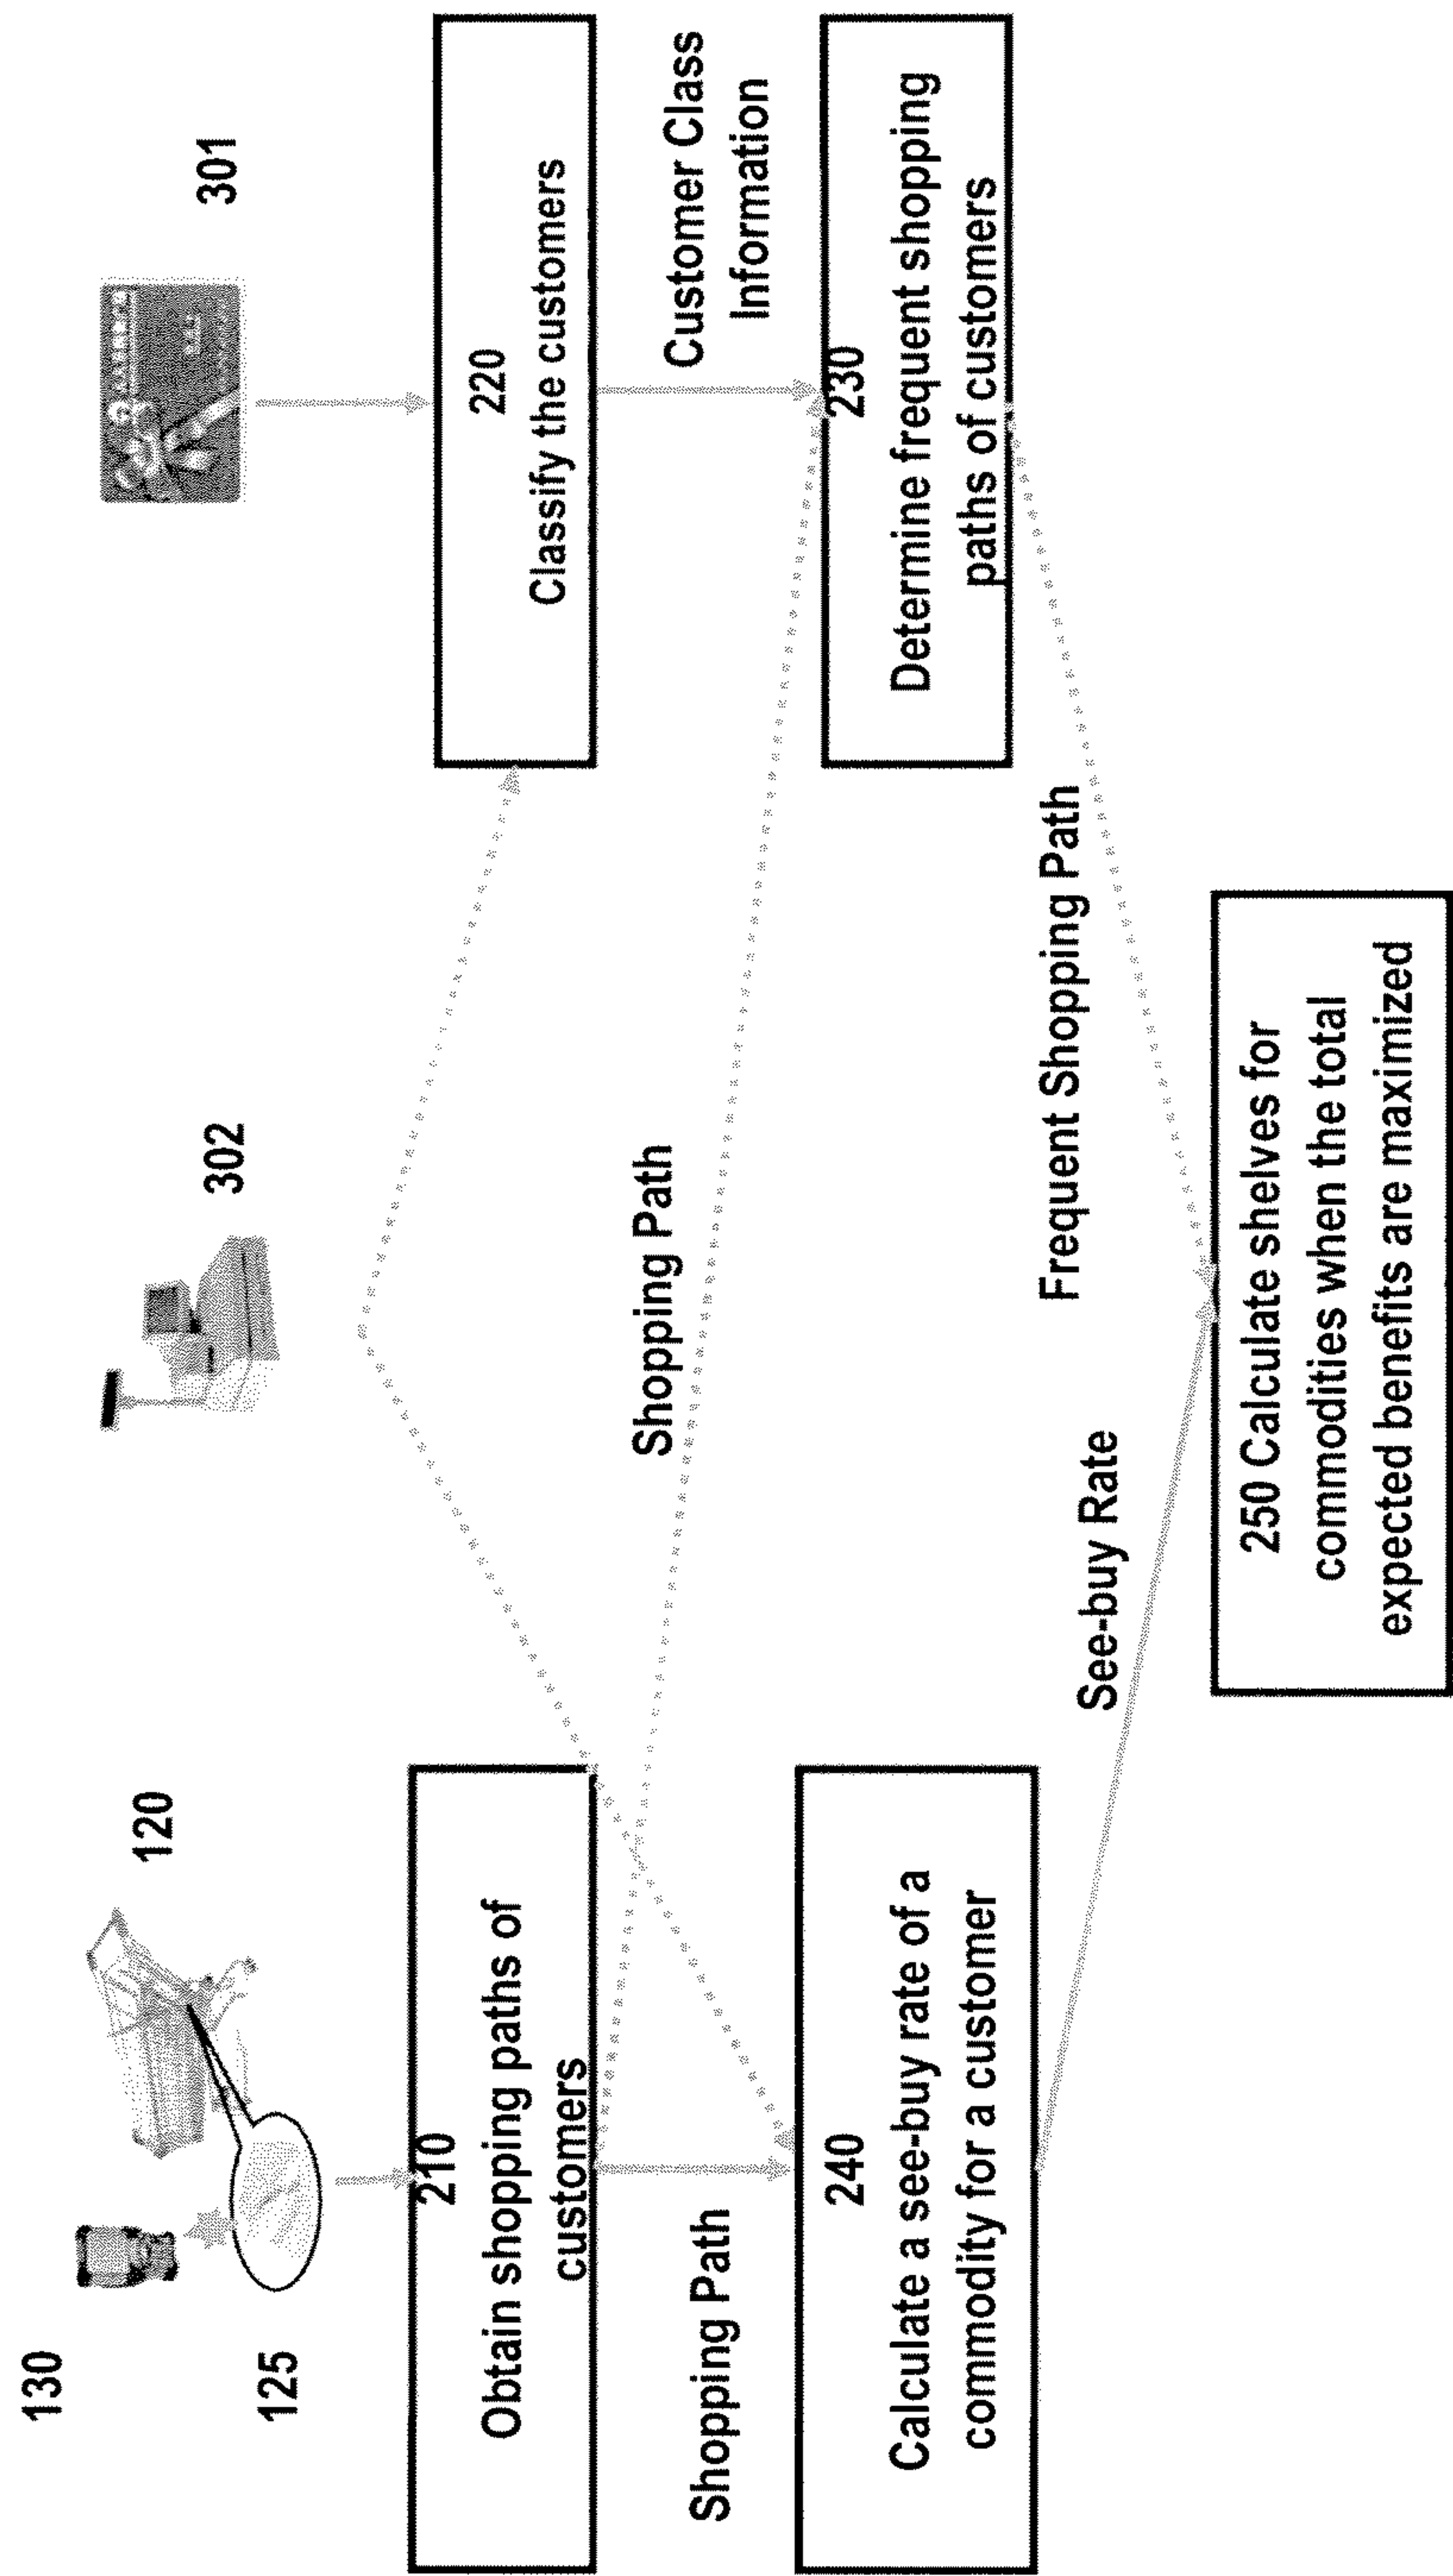 130
120
125
302
301
210
Obtain shopping paths of
customers
220
Classify the customers
Shopping Path
Shopping Path
Customer Class
Information
240
Calculate a see-buy rate of a
commodity for a customer
230
Determine frequent shopping
paths of customers
See-buy Rate
Frequent Shopping Path
250 Calculate shelves for
commodities when the total
expected benefits are maximized